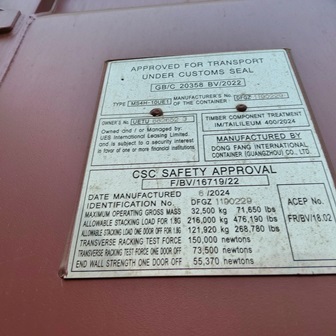 APPROVED FOR TRANSPORT
UNDER CUSTOMS SEAL
GB/C 20358 BV/2022
TYPE MS4H-10UE1 MANUFACTURER'S NO. OF THE CONTAINER
OWNER'S NO. UETU
Owned and / or Managed by:
UES International Leasing Limited
and is subject to a security interest
in favor of one or more financial institutions.
TIMBER COMPONENT TREATMENT
IM/TAILILEUM 400/2024
MANUFACTURED BY
DONG FANG INTERNATIONAL
CONTAINER (GUANGZHOU) CO., LTD.
CSC SAFETY APPROVAL
F/BV/16719/22
DATE MANUFACTURED 6 /2024
IDENTIFICATION No. DFGZ 1190229
MAXIMUM OPERATING GROSS MASS 32,500 kg 71,650 lbs
ALLOWABLE STACKING LOAD FOR 1.8G 216,000 kg 476,190 lbs
ALLOWABLE STACKING LOAD ONE DOOR OFF FOR 1.8G 121,920 kg 268,780 lbs
TRANSVERSE RACKING TEST FORCE 150,000 newtons
TRANSVERSE RACKING TEST FORCE ONE DOOR OFF 73,500 newtons
END WALL STRENGTH ONE DOOR OFF 55,370 newtons
ACEP No.
FR/BV/18.02